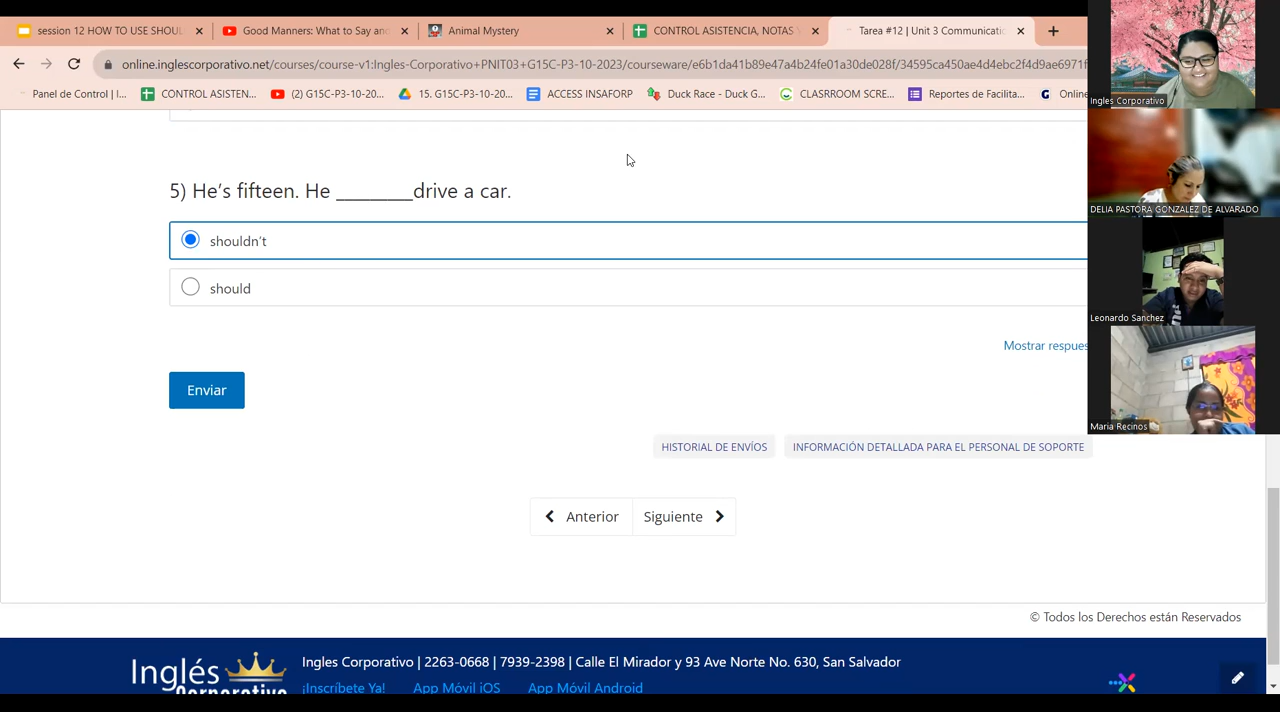 session 12 HOW TO USE SHOUL
Good Manners: What to Say and
Animal Mystery
CONTROL ASISTENCIA, NOTAS Y
Tarea #12 | Unit 3 Communicatio
online.inglescorporativo.net/courses/course-v1:Ingles-Corporativo+PNIT03+G15C-P3-10-2023/courseware/e6b1da41b89e47a4b24fe01a30de028f/34595ca450ae4d4ebc2f4d9ae6971f
Panel de Control | I...
CONTROL ASISTEN...
(2) G15C-P3-10-20...
15. G15C-P3-10-20...
ACCESS INSAFORP
Duck Race - Duck G...
CLASRROOM SCRE...
Reportes de Facilita...
Online
Ingles Corporativo
DELIA PASTORA GONZALEZ DE ALVARADO
Leonardo Sanchez
Maria Recinos
5) He's fifteen. He ________drive a car.
shouldn't
should
Mostrar respues
Enviar
HISTORIAL DE ENVÍOS
INFORMACIÓN DETALLADA PARA EL PERSONAL DE SOPORTE
Anterior
Siguiente
© Todos los Derechos están Reservados
Inglés
Corporativo
Ingles Corporativo | 2263-0668 | 7939-2398 | Calle El Mirador y 93 Ave Norte No. 630, San Salvador
¡Inscríbete Ya!
App Móvil iOS
App Móvil Android